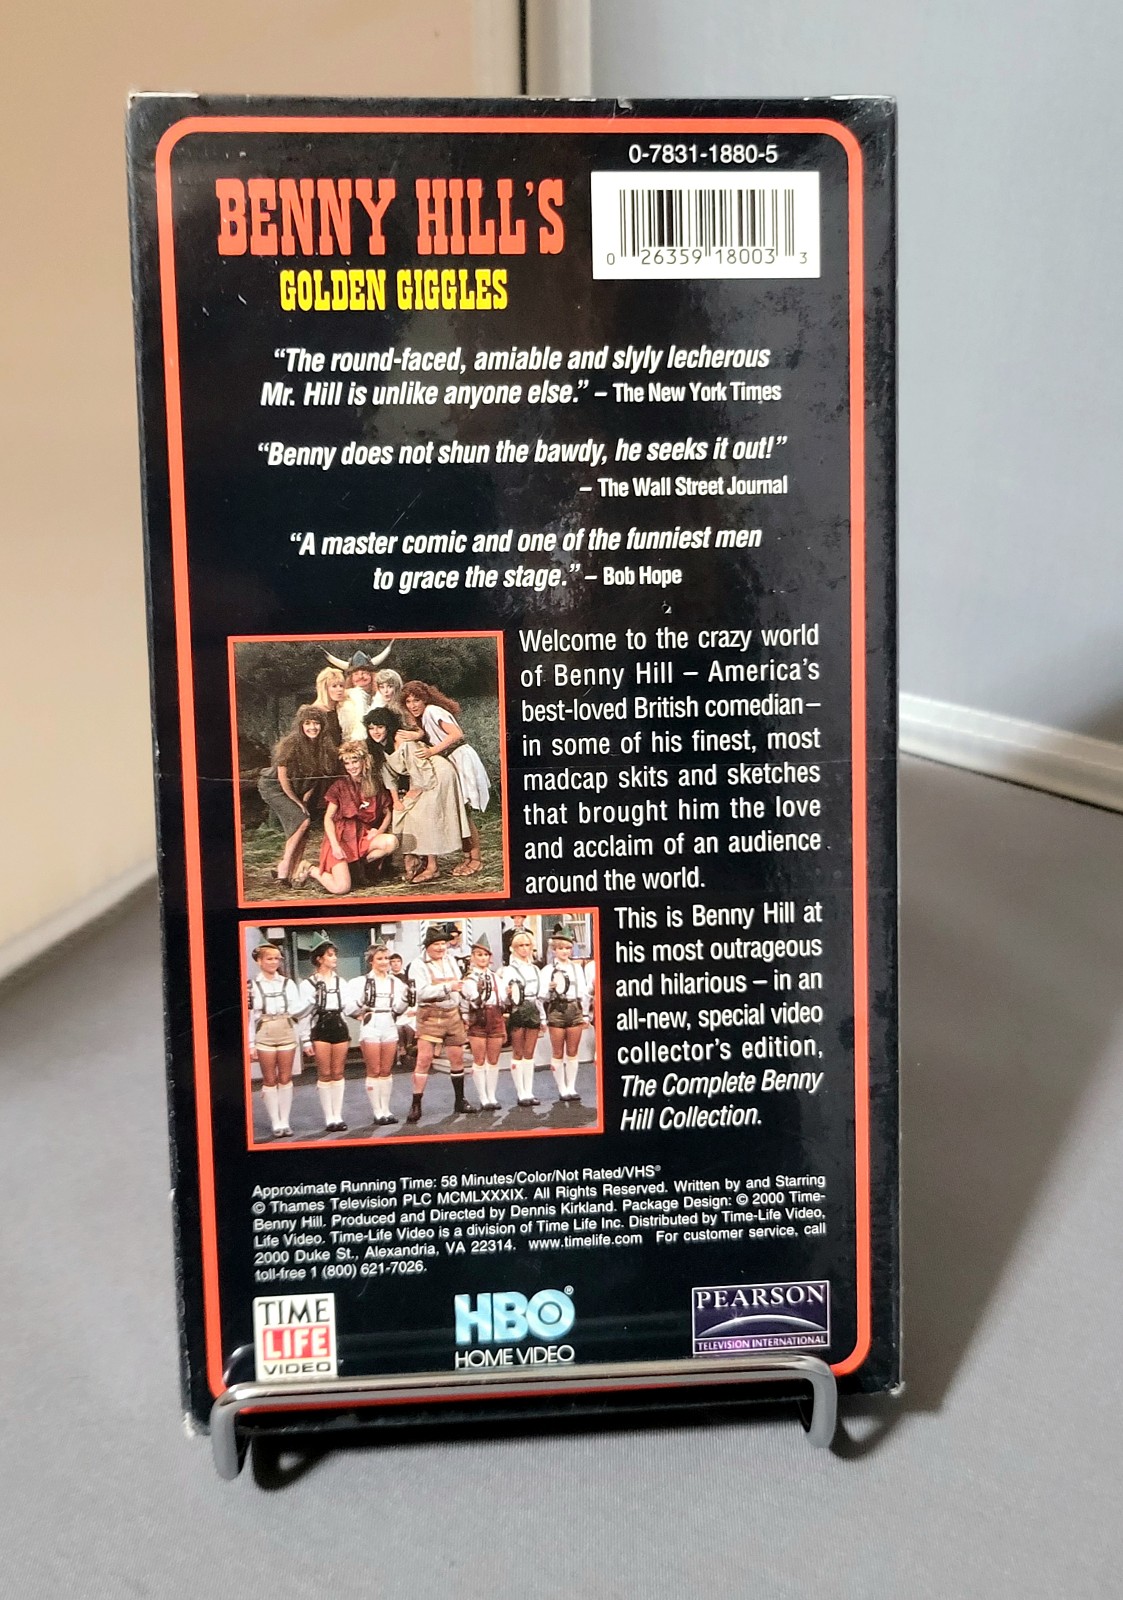 0-7831-1880-5
BENNY HILL'S
GOLDEN GIGGLES
0 26359 18003 3
“The round-faced, amiable and slyly lecherous
Mr. Hill is unlike anyone else.” – The New York Times
“Benny does not shun the bawdy, he seeks it out!”
– The Wall Street Journal
“A master comic and one of the funniest men
to grace the stage.” – Bob Hope
Welcome to the crazy world
of Benny Hill – America's
best-loved British comedian–
in some of his finest, most
madcap skits and sketches
that brought him the love
and acclaim of an audience
around the world.
This is Benny Hill at
his most outrageous
and hilarious – in an
all-new, special video
collector's edition,
The Complete Benny
Hill Collection.
Approximate Running Time: 58 Minutes/Color/Not Rated/VHS®
© Thames Television PLC MCMLXXXIX. All Rights Reserved. Written by and Starring
Benny Hill. Produced and Directed by Dennis Kirkland. Package Design: © 2000 Time-
Life Video. Time-Life Video is a division of Time Life Inc. Distributed by Time-Life Video,
2000 Duke St., Alexandria, VA 22314. www.timelife.com For customer service, call
toll-free 1 (800) 621-7026.
TIME
LIFE
VIDEO
HBO®
HOME VIDEO
PEARSON
TELEVISION INTERNATIONAL